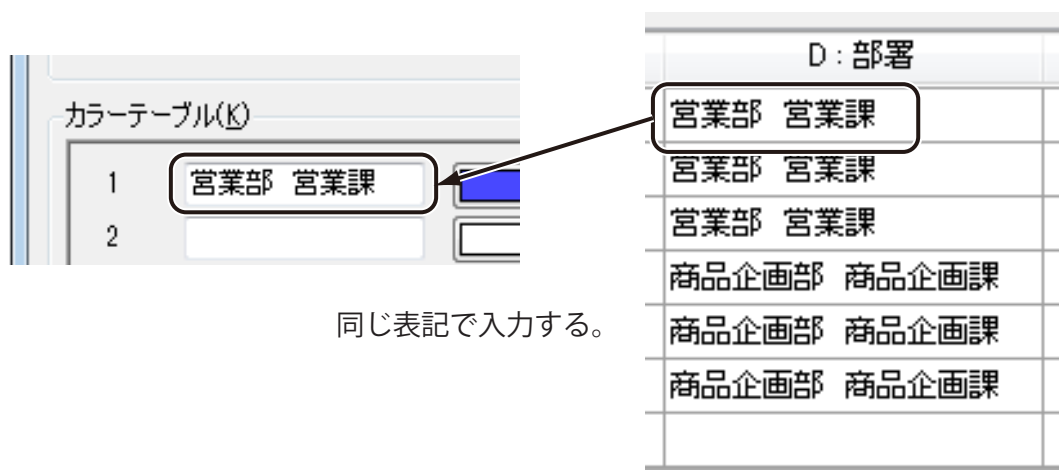 カラーテーブル(K)
1 営業部 営業課
2
同じ表記で入力する。
D:部署
営業部 営業課
営業部 営業課
営業部 営業課
商品企画部 商品企画課
商品企画部 商品企画課
商品企画部 商品企画課